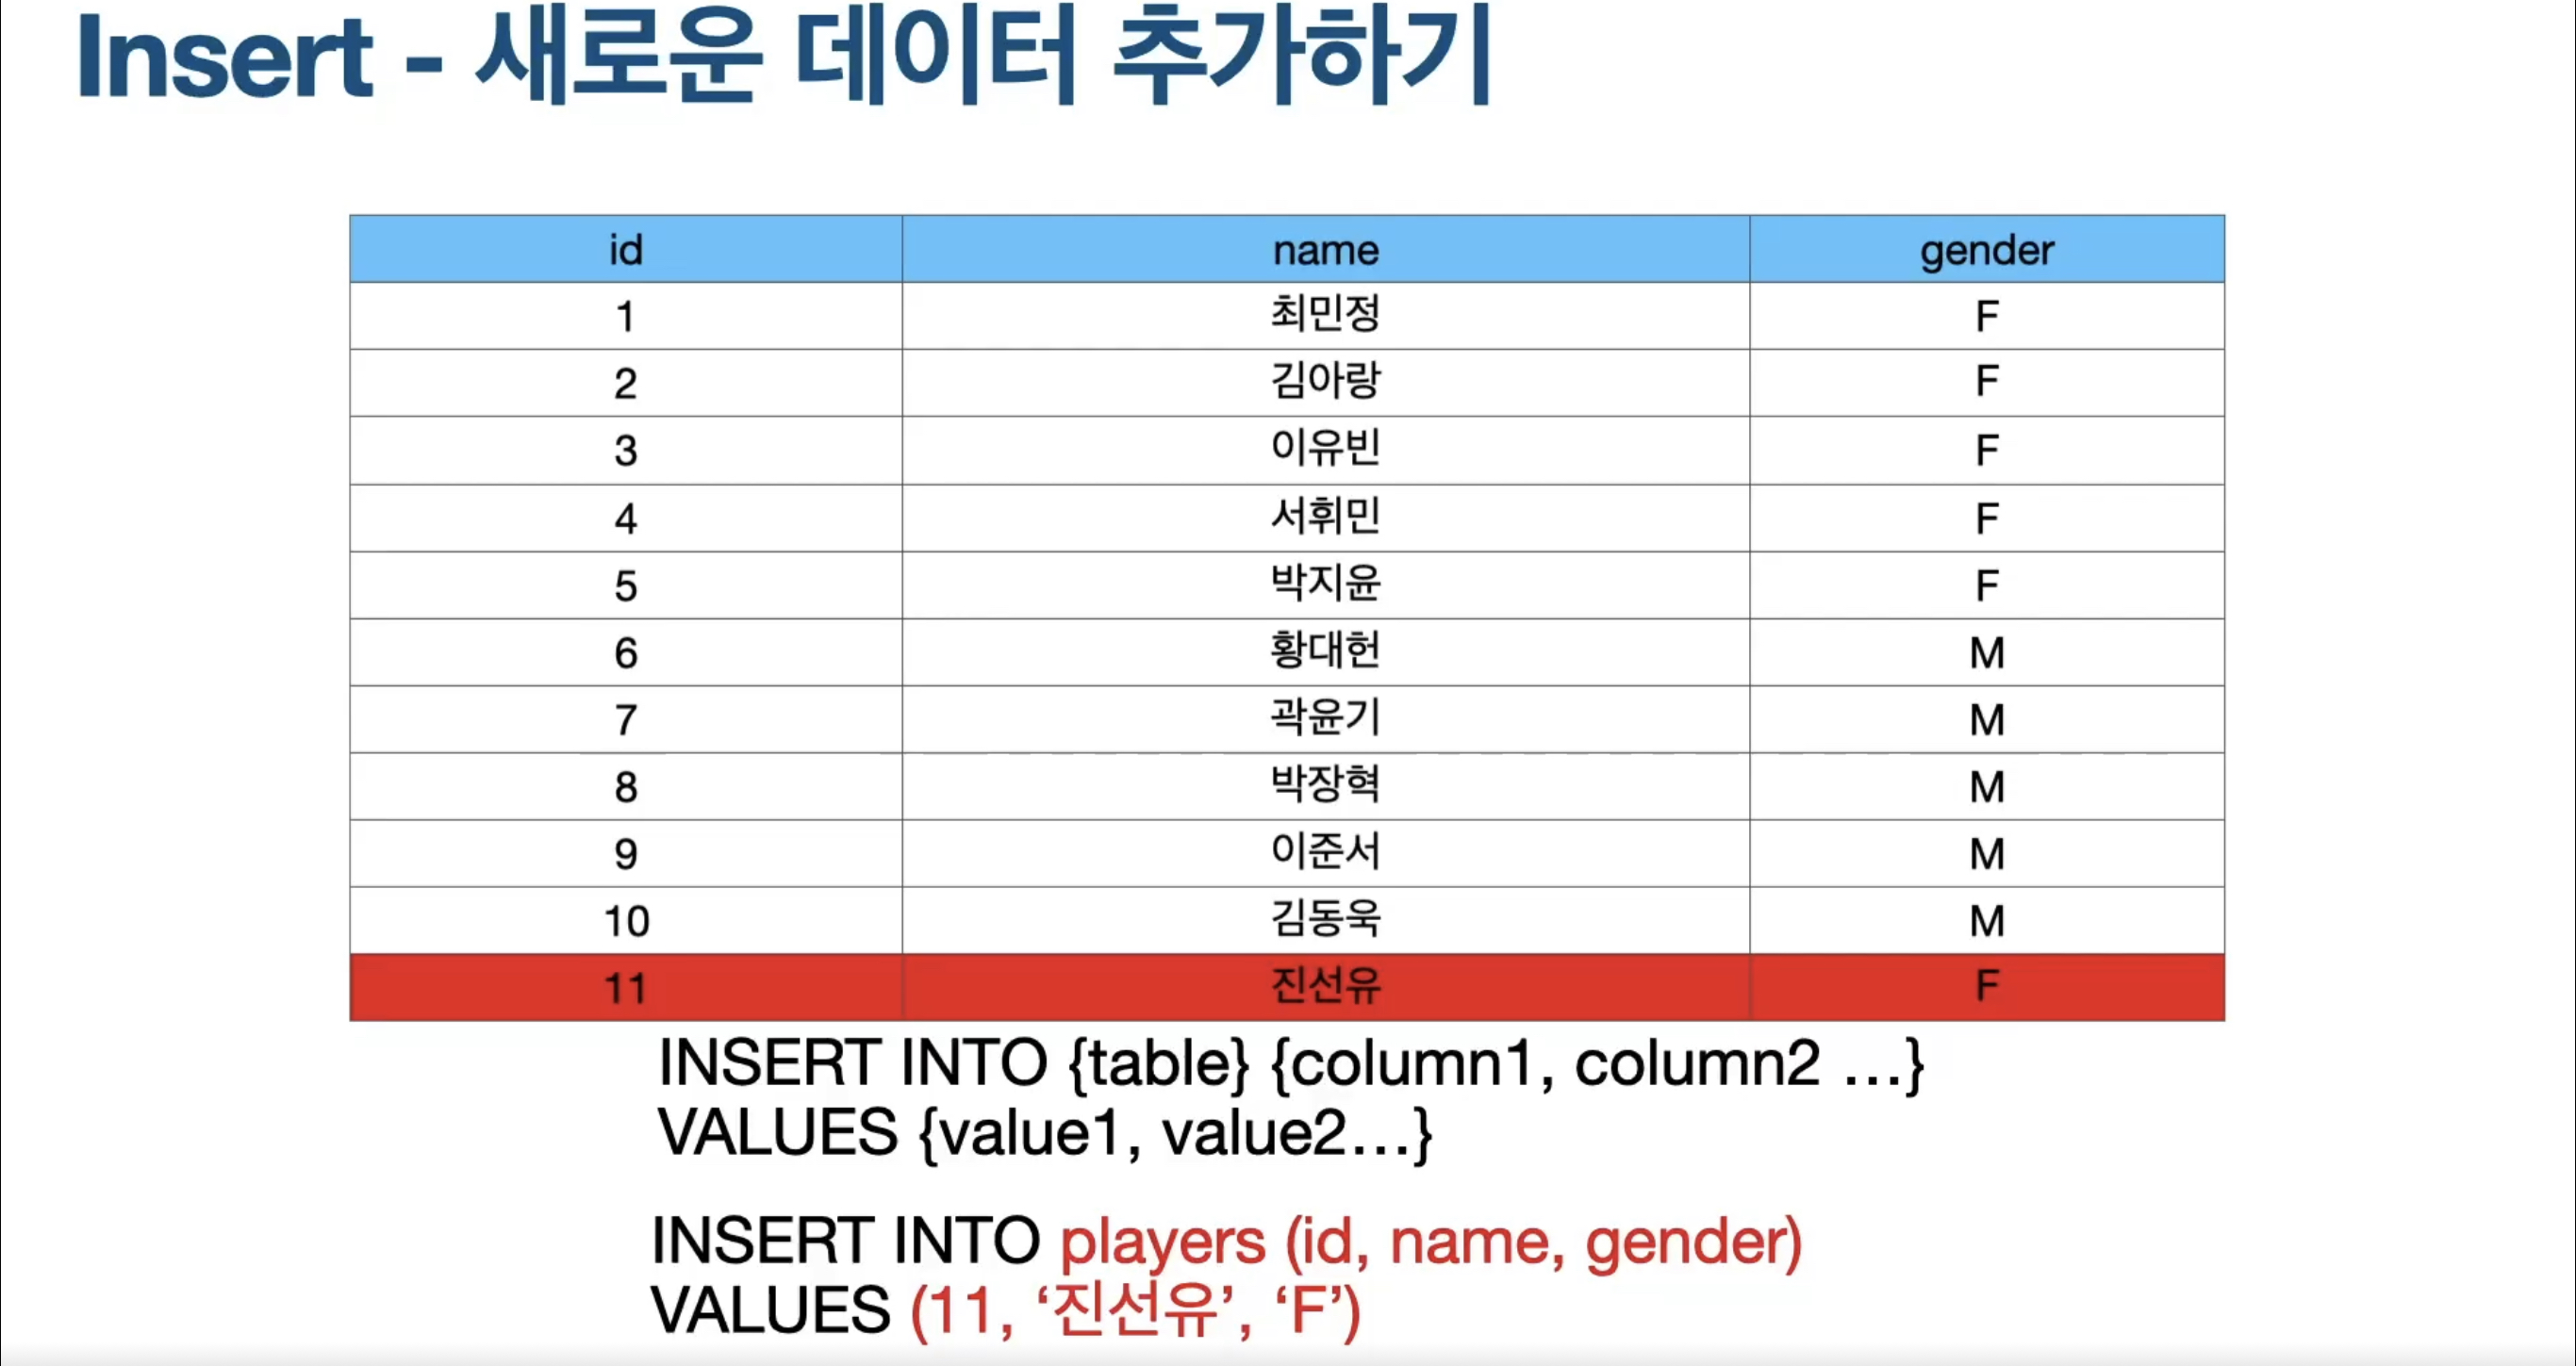 Insert - 새로운 데이터 추가하기
id name gender
1 최민정 F
2 김아랑 F
3 이유빈 F
4 서휘민 F
5 박지윤 F
6 황대헌 M
7 곽윤기 M
8 박장혁 M
9 이준서 M
10 김동욱 M
11 진선유 F
INSERT INTO {table} {column1, column2 ...}
VALUES {value1, value2...}
INSERT INTO players (id, name, gender)
VALUES (11, ‘진선유’, ‘F’)